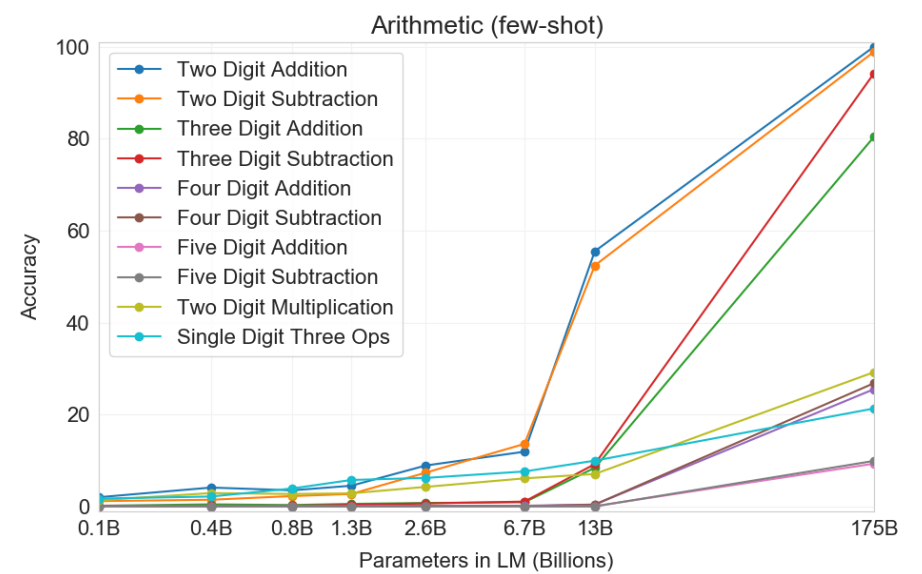 Arithmetic (few-shot)
100
80
60
40
20
0
Accuracy
Two Digit Addition
Two Digit Subtraction
Three Digit Addition
Three Digit Subtraction
Four Digit Addition
Four Digit Subtraction
Five Digit Addition
Five Digit Subtraction
Two Digit Multiplication
Single Digit Three Ops
0.1B 0.4B 0.8B 1.3B 2.6B 6.7B 13B 175B
Parameters in LM (Billions)